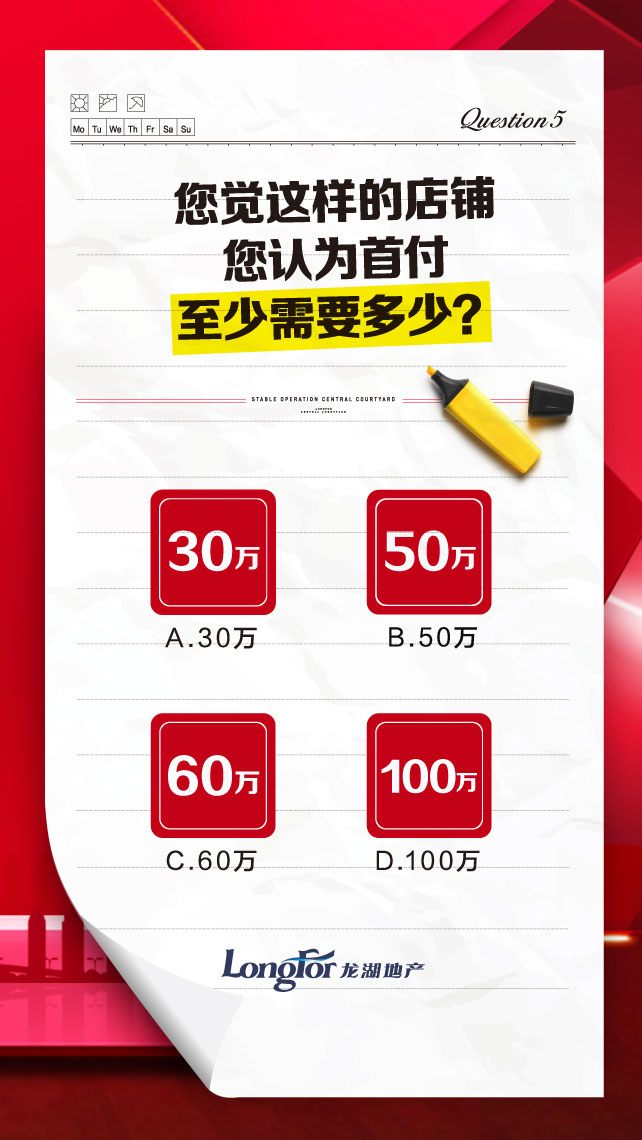 Question 5
Mo Tu We Th Fr Sa Su
您觉这样的店铺
您认为首付
至少需要多少?
STABLE OPERATION CENTRAL COURTYARD
CENTRAL COURTYARD
30万
50万
A.30万
B.50万
60万
100万
C.60万
D.100万
Longfor 龙湖地产